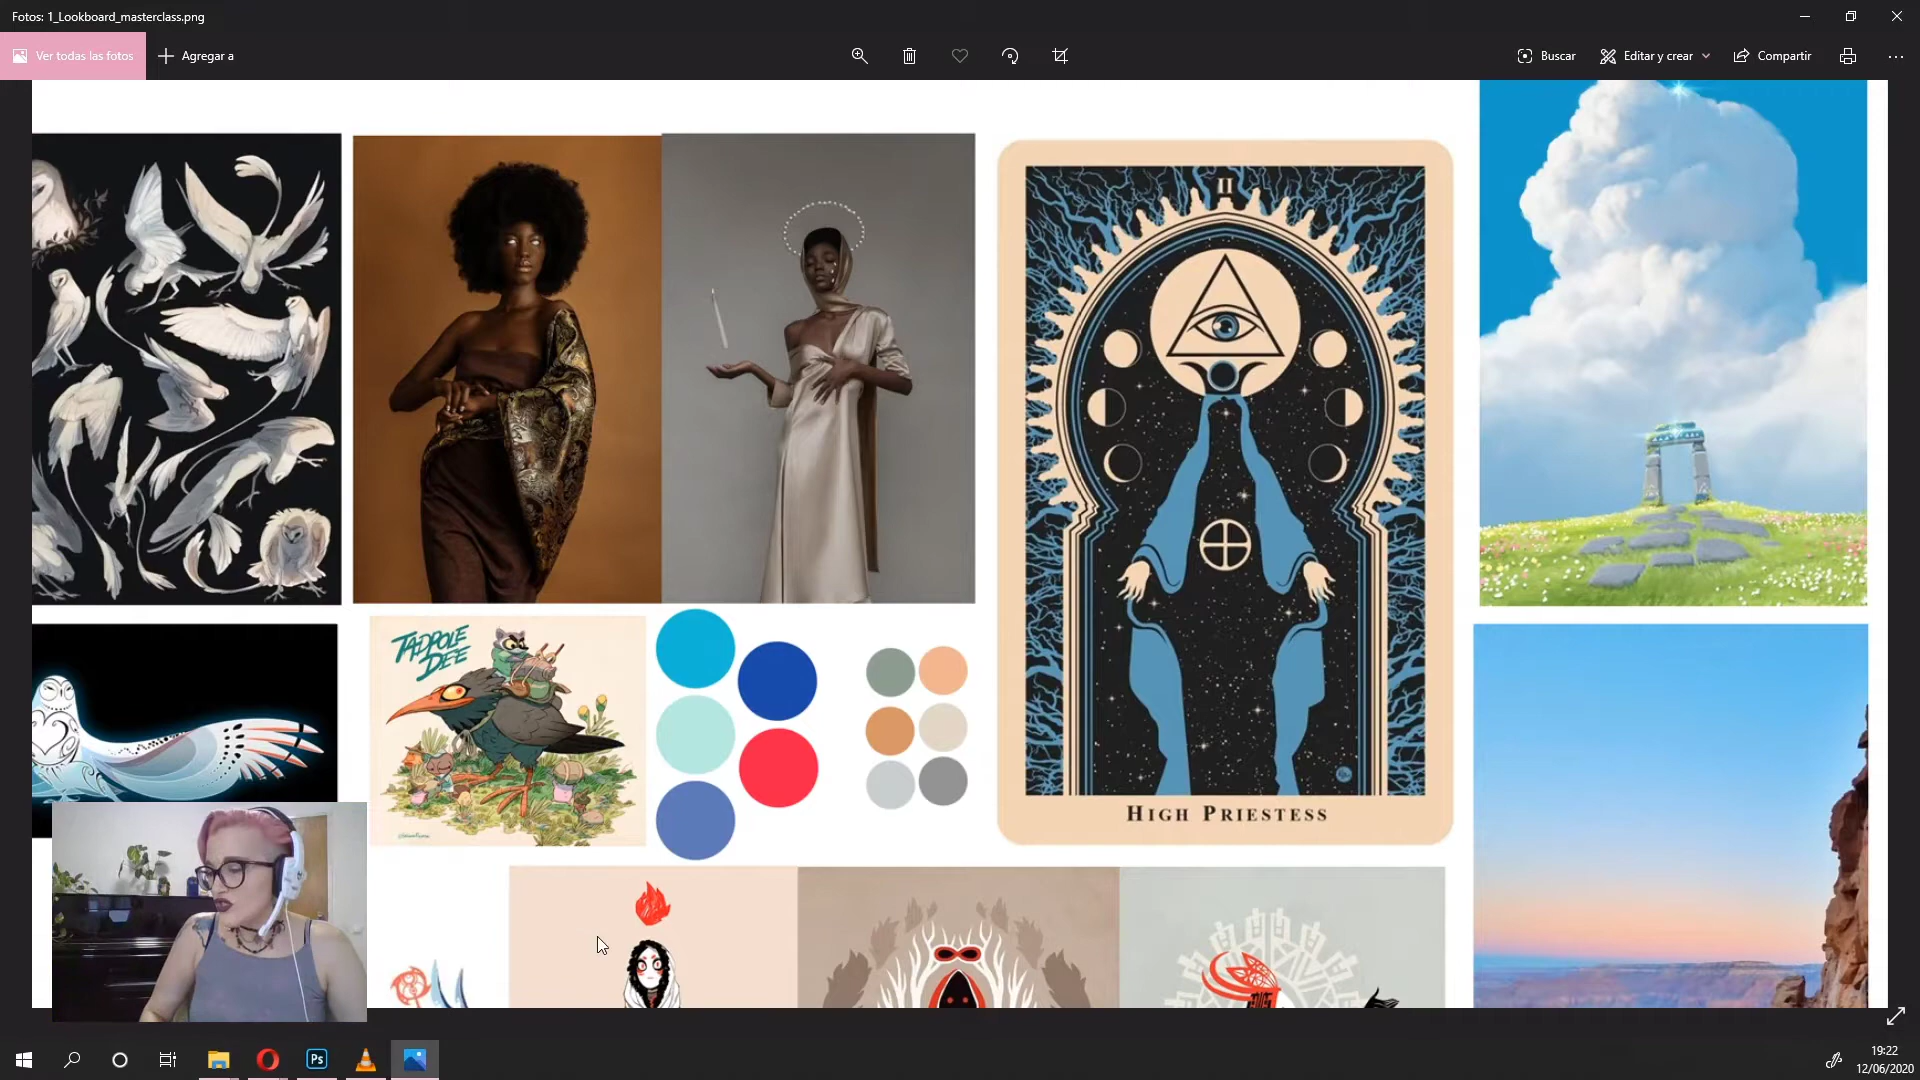 Fotos: 1_Lookboard_masterclass.png
Ver todas las fotos
Agregar a
Buscar
Editar y crear
Compartir
II
TADPOLE
DEE
HIGH PRIESTESS
Ps
19:22
12/06/2020